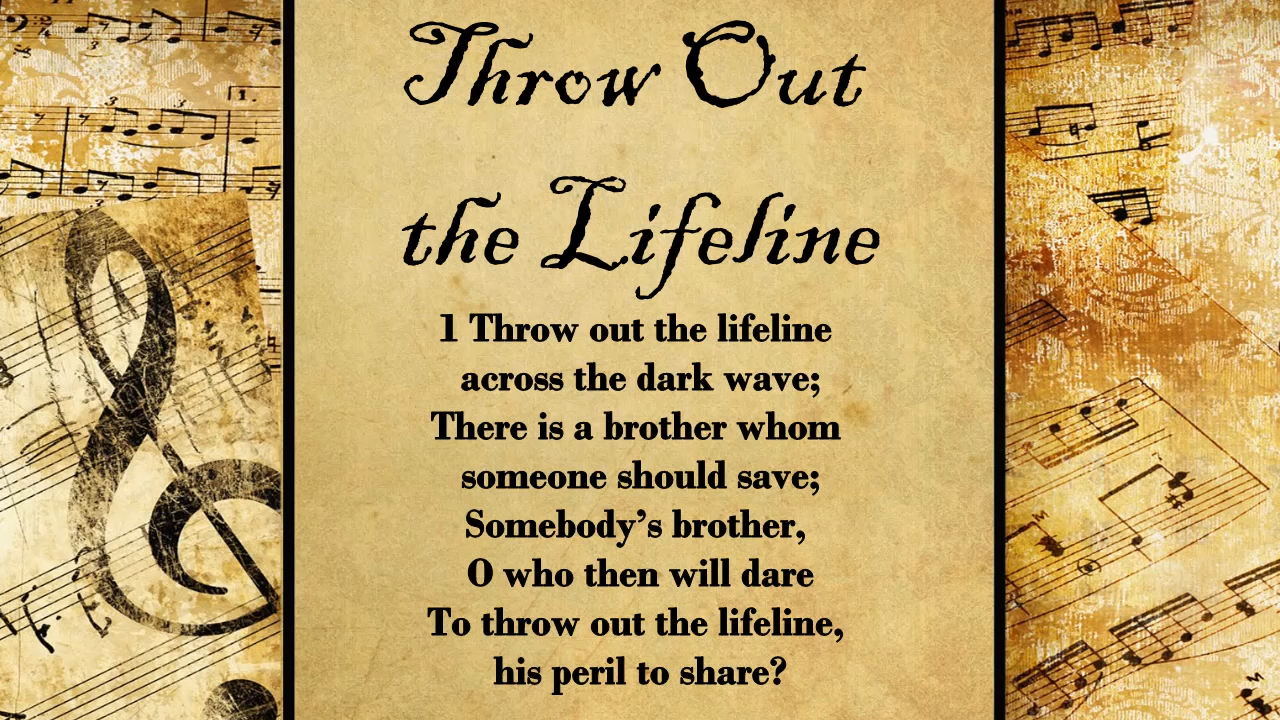 Throw Out
the Lifeline
1 Throw out the lifeline
across the dark wave;
There is a brother whom
someone should save;
Somebody’s brother,
O who then will dare
To throw out the lifeline,
his peril to share?